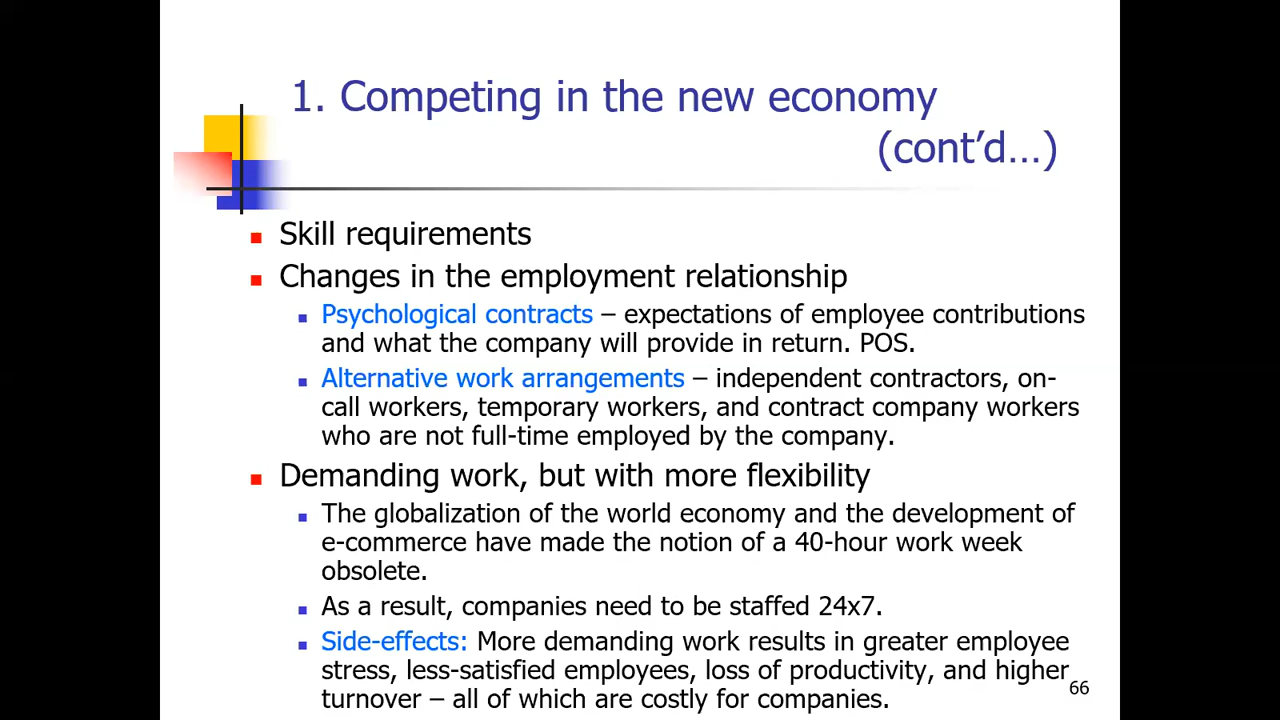 1. Competing in the new economy
(cont’d…)
Skill requirements
Changes in the employment relationship
Psychological contracts – expectations of employee contributions
and what the company will provide in return. POS.
Alternative work arrangements – independent contractors, on-
call workers, temporary workers, and contract company workers
who are not full-time employed by the company.
Demanding work, but with more flexibility
The globalization of the world economy and the development of
e-commerce have made the notion of a 40-hour work week
obsolete.
As a result, companies need to be staffed 24x7.
Side-effects: More demanding work results in greater employee
stress, less-satisfied employees, loss of productivity, and higher
turnover – all of which are costly for companies.
66